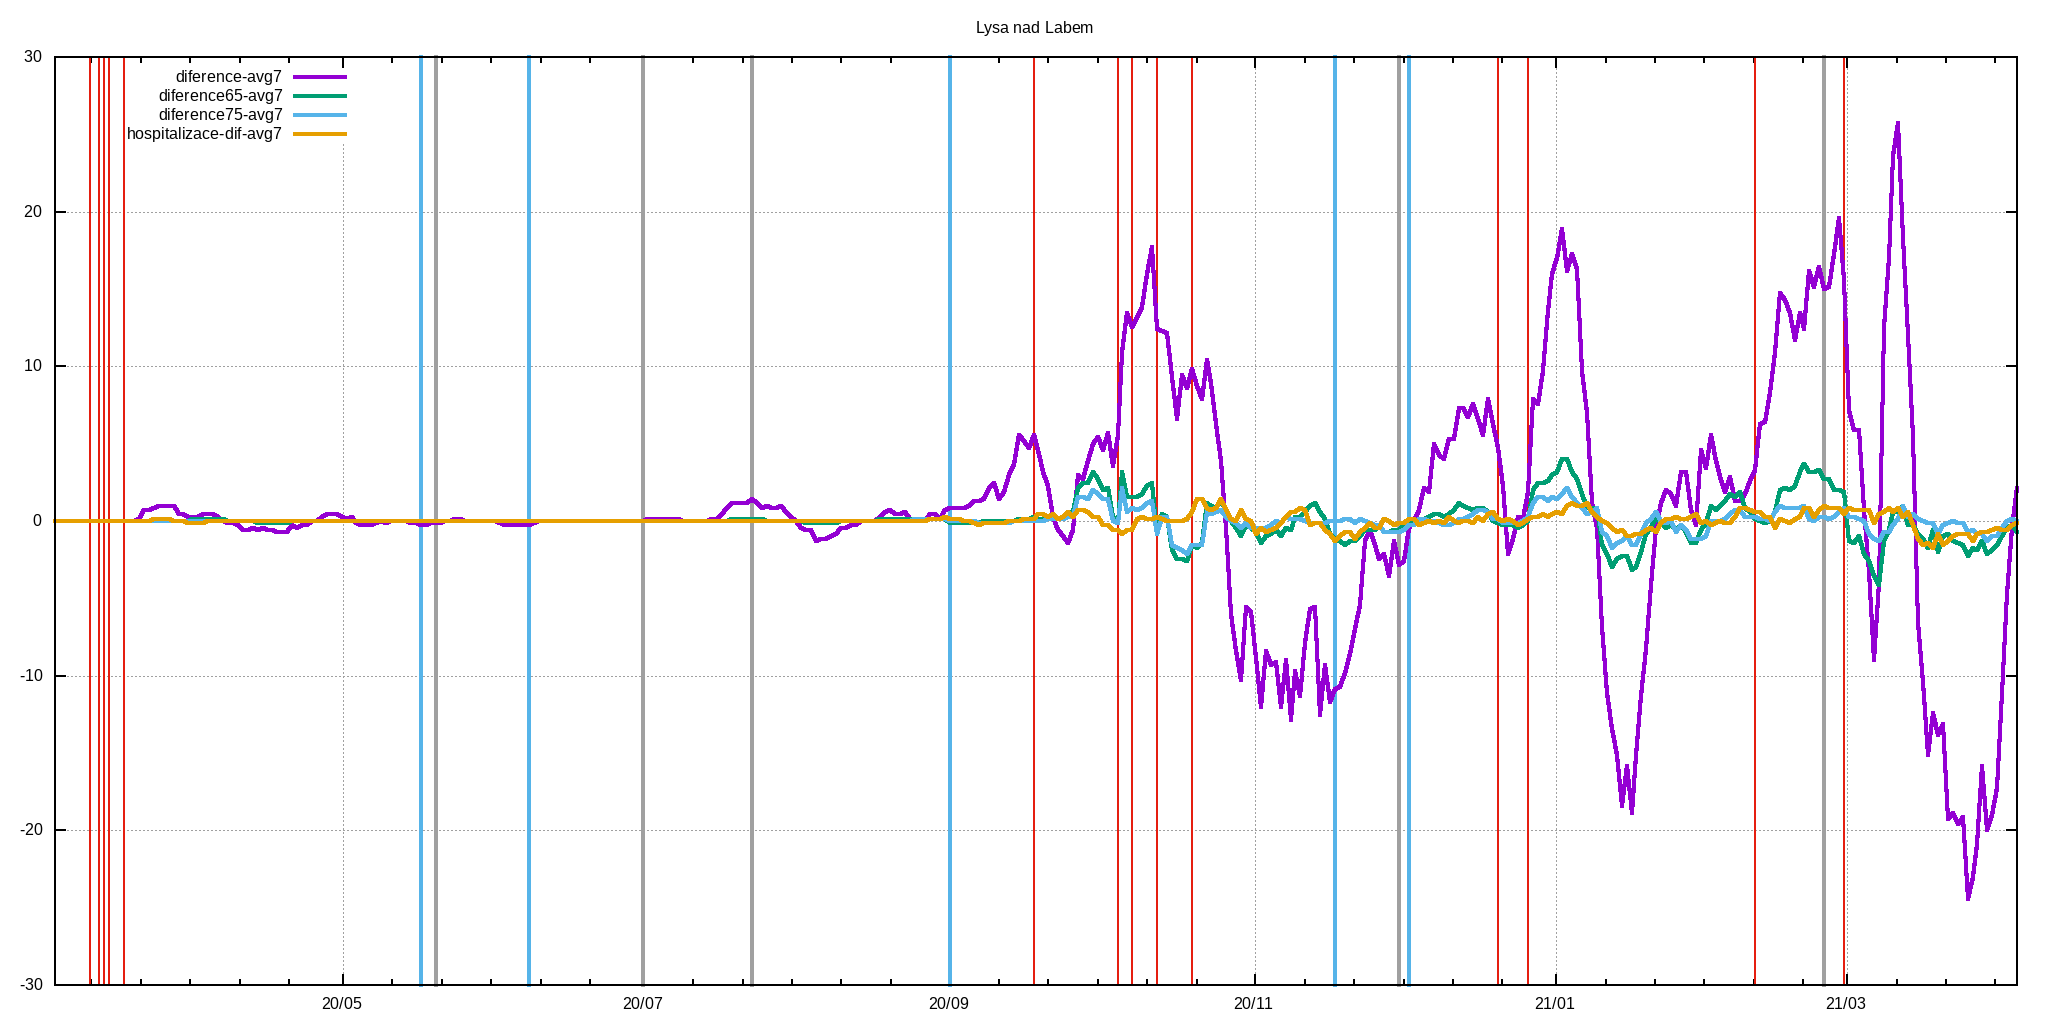 Lysa nad Labem
30
20
10
0
-10
-20
-30
diference-avg7
diference65-avg7
diference75-avg7
hospitalizace-dif-avg7
20/05
20/07
20/09
20/11
21/01
21/03